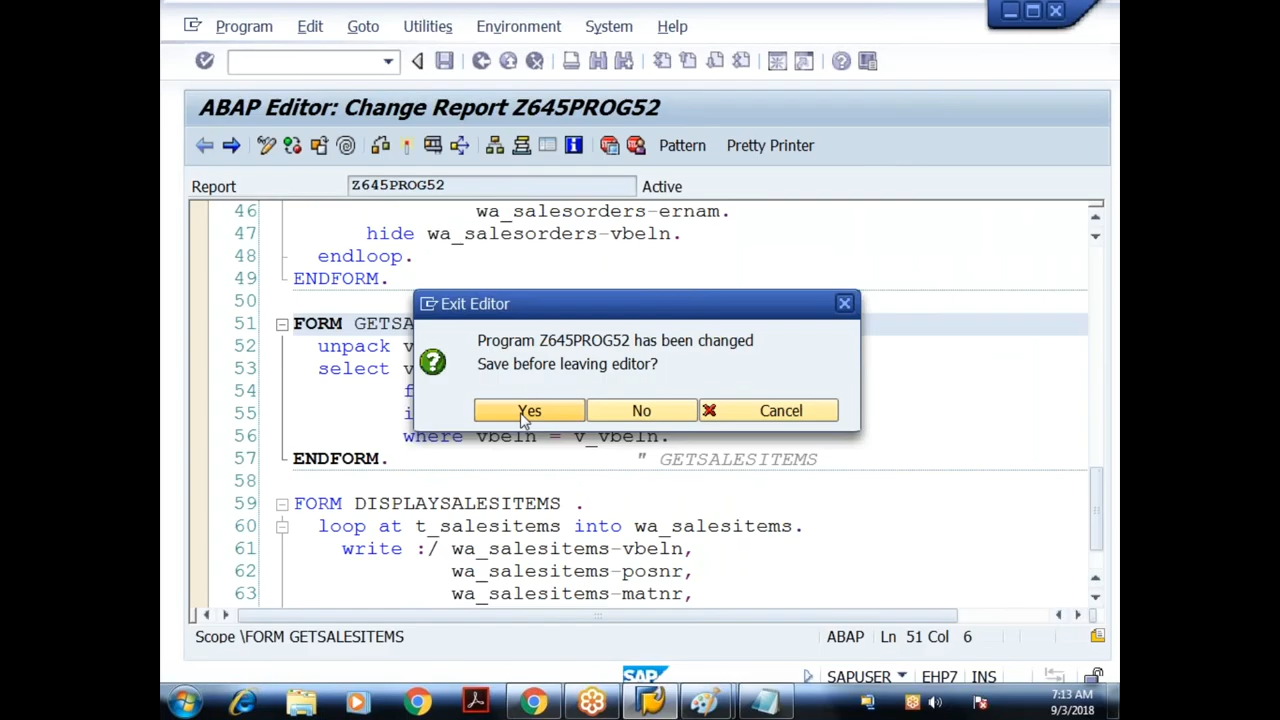 Program Edit Goto Utilities Environment System Help
ABAP Editor: Change Report Z645PROG52
Pattern Pretty Printer
Report Z645PROG52 Active
46 wa_salesorders-ernam.
47 hide wa_salesorders-vbeln.
48 endloop.
49 ENDFORM.
50
51 FORM GETSA
52 unpack v
53 select v
54 f
55 i
56 where vbeln = v_vbeln.
57 ENDFORM. " GETSALESITEMS
58
59 FORM DISPLAYSALESITEMS .
60 loop at t_salesitems into wa_salesitems.
61 write :/ wa_salesitems-vbeln,
62 wa_salesitems-posnr,
63 wa_salesitems-matnr,
Exit Editor
Program Z645PROG52 has been changed
Save before leaving editor?
Yes No Cancel
Scope \FORM GETSALESITEMS ABAP Ln 51 Col 6
SAP SAPUSER EHP7 INS
7:13 AM
9/3/2018